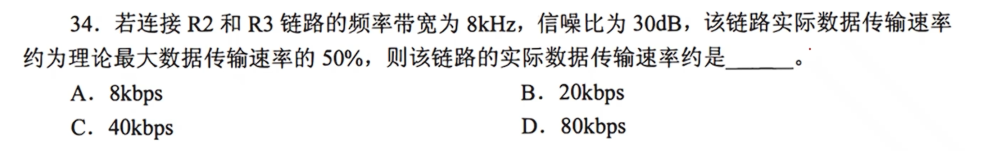 34．若连接 R2 和 R3 链路的频率带宽为 8kHz，信噪比为 30dB，该链路实际数据传输速率
约为理论最大数据传输速率的 50%，则该链路的实际数据传输速率约是______。
A．8kbps B．20kbps
C．40kbps D．80kbps